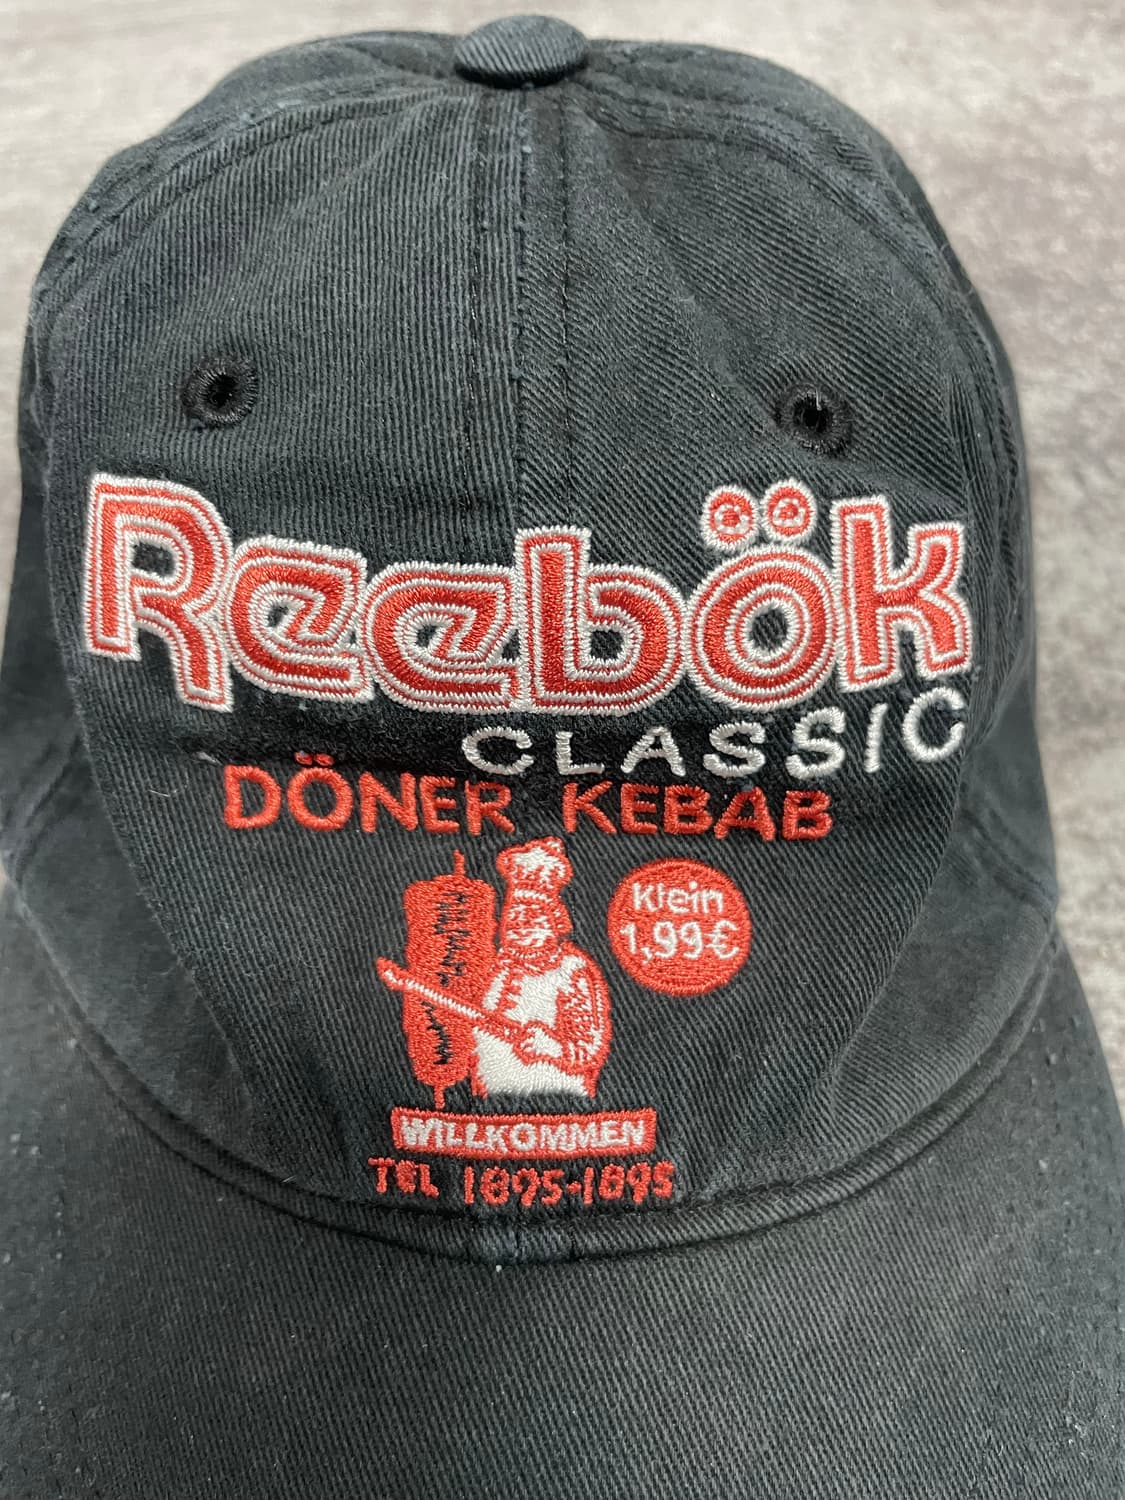 Reebök
CLASSIC
DÖNER KEBAB
Klein
1,99€
WILLKOMMEN
TEL 1895-1895